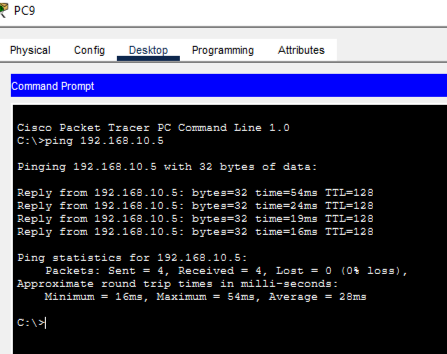 PC9
Physical Config Desktop Programming Attributes
Command Prompt
Cisco Packet Tracer PC Command Line 1.0
C:\>ping 192.168.10.5
Pinging 192.168.10.5 with 32 bytes of data:
Reply from 192.168.10.5: bytes=32 time=54ms TTL=128
Reply from 192.168.10.5: bytes=32 time=24ms TTL=128
Reply from 192.168.10.5: bytes=32 time=19ms TTL=128
Reply from 192.168.10.5: bytes=32 time=16ms TTL=128
Ping statistics for 192.168.10.5:
Packets: Sent = 4, Received = 4, Lost = 0 (0% loss),
Approximate round trip times in milli-seconds:
Minimum = 16ms, Maximum = 54ms, Average = 28ms
C:\>